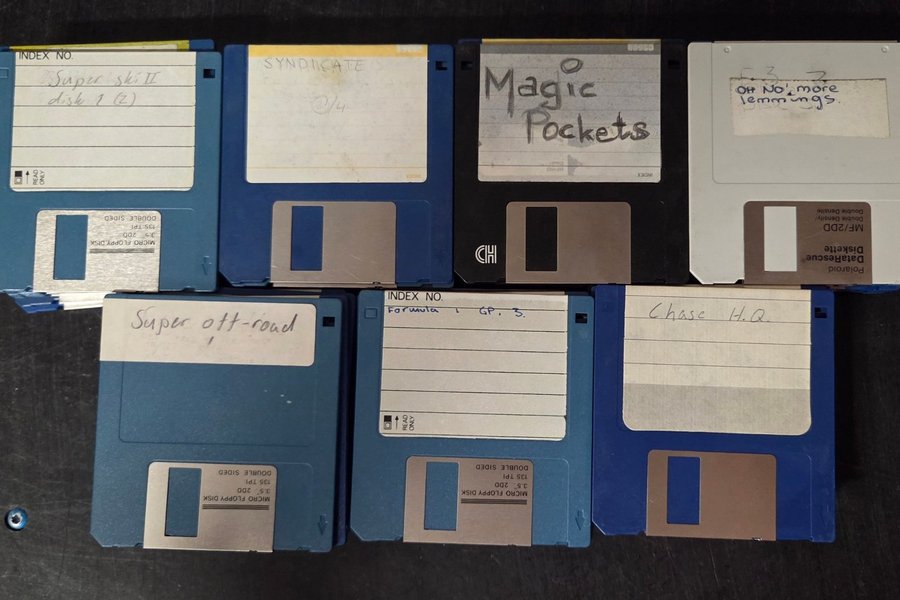 INDEX NO.
Super ski II
disk 1 (2)
READ
ONLY
DOUBLE SIDED
135 TPI
3.5" 2DD
MICRO FLOPPY DISK
SYNDICATE
2/4
INDEX
Magic
Pockets
INDEX
CH
OH NO! more
lemmings.
Double Density
MF/2DD
Diskette
DataRescue
Polaroid
Super off-road
DOUBLE SIDED
135 TPI
3.5" 2DD
MICRO FLOPPY DISK
INDEX NO.
Formula 1 GP. 3.
READ
ONLY
DOUBLE SIDED
135 TPI
3.5" 2DD
MICRO FLOPPY DISK
Chase H.Q.